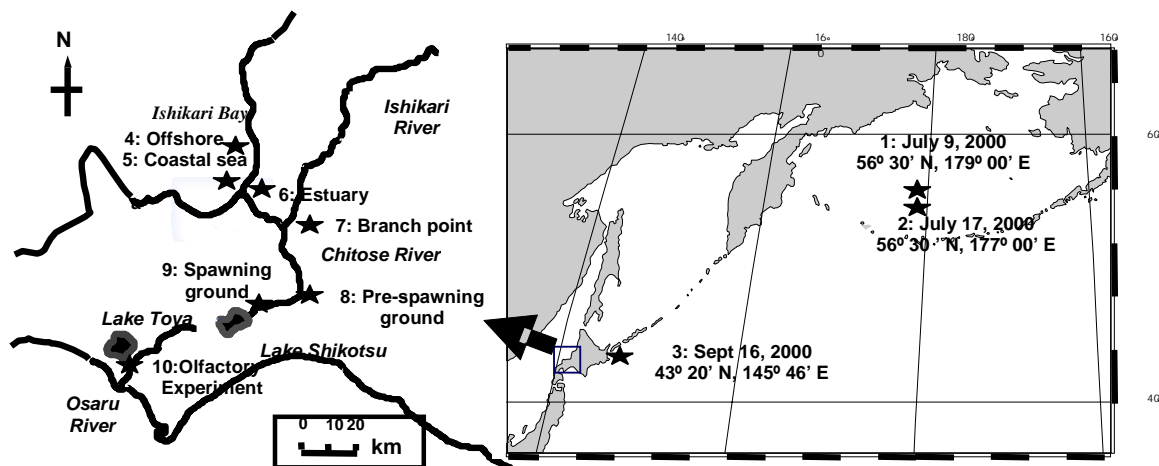 N
Ishikari Bay
4: Offshore
5: Coastal sea
Ishikari
River
6: Estuary
7: Branch point
Chitose River
9: Spawning
ground
8: Pre-spawning
ground
Lake Toya
Lake Shikotsu
10:Olfactory
Experiment
Osaru
River
0 10 20
km
140
180
160
1: July 9, 2000
56º 30' N, 179º 00' E
2: July 17, 2000
56º 30' N, 177º 00' E
3: Sept 16, 2000
43º 20' N, 145º 46' E